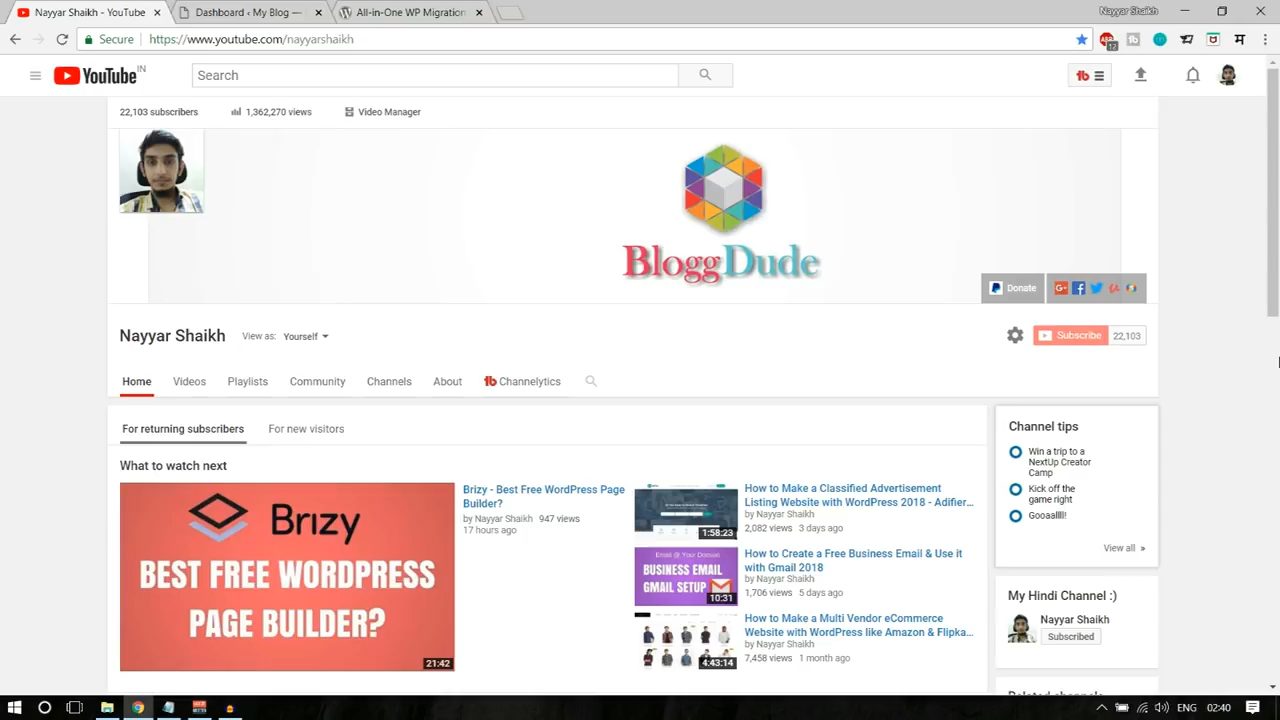 Nayyar Shaikh - YouTube
Dashboard ‹ My Blog —
All-in-One WP Migration
Nayyar Shaikh
Secure
https://www.youtube.com/nayyarshaikh
12
YouTube IN
Search
22,103 subscribers
1,362,270 views
Video Manager
BloggDude
Donate
Nayyar Shaikh
View as:
Yourself
Subscribe
22,103
Home
Videos
Playlists
Community
Channels
About
Channelytics
For returning subscribers
For new visitors
What to watch next
Brizy
BEST FREE WORDPRESS
PAGE BUILDER?
21:42
Brizy - Best Free WordPress Page
Builder?
by Nayyar Shaikh 947 views
17 hours ago
1:58:23
How to Make a Classified Advertisement
Listing Website with WordPress 2018 - Adifier...
by Nayyar Shaikh
2,082 views 3 days ago
Email @ Your Domain
BUSINESS EMAIL
GMAIL SETUP
10:31
How to Create a Free Business Email & Use it
with Gmail 2018
by Nayyar Shaikh
1,706 views 5 days ago
4:43:14
How to Make a Multi Vendor eCommerce
Website with WordPress like Amazon & Flipka...
by Nayyar Shaikh
7,458 views 1 month ago
Channel tips
Win a trip to a
NextUp Creator
Camp
Kick off the
game right
Gooaallll!
View all »
My Hindi Channel :)
Nayyar Shaikh
Subscribed
Related channels
ENG
02:40